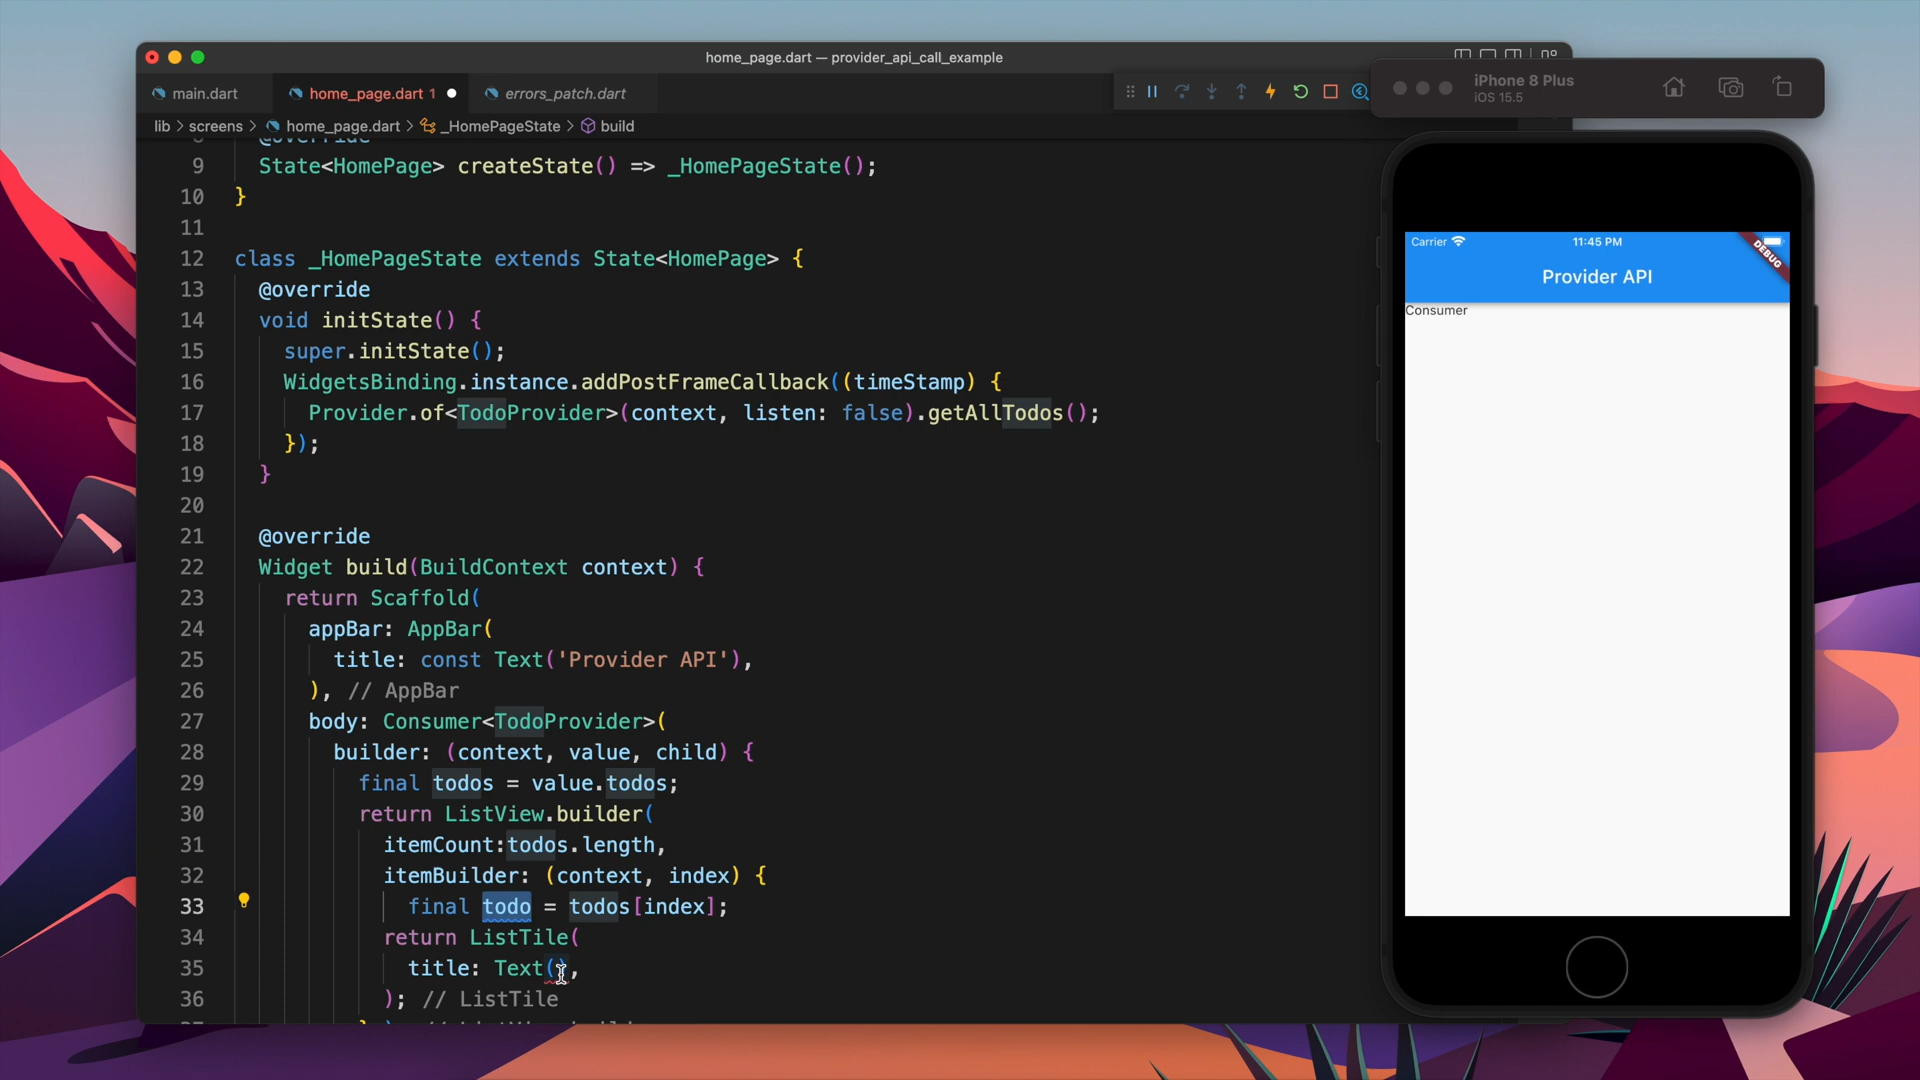 home_page.dart — provider_api_call_example
main.dart
home_page.dart 1
errors_patch.dart
iPhone 8 Plus
iOS 15.5
lib > screens > home_page.dart > _HomePageState > build
@override
9 State<HomePage> createState() => _HomePageState();
10 }
11
12 class _HomePageState extends State<HomePage> {
13 @override
14 void initState() {
15 super.initState();
16 WidgetsBinding.instance.addPostFrameCallback((timeStamp) {
17 Provider.of<TodoProvider>(context, listen: false).getAllTodos();
18 });
19 }
20
21 @override
22 Widget build(BuildContext context) {
23 return Scaffold(
24 appBar: AppBar(
25 title: const Text('Provider API'),
26 ), // AppBar
27 body: Consumer<TodoProvider>(
28 builder: (context, value, child) {
29 final todos = value.todos;
30 return ListView.builder(
31 itemCount:todos.length,
32 itemBuilder: (context, index) {
33 final todo = todos[index];
34 return ListTile(
35 title: Text(),
36 ); // ListTile
Carrier
11:45 PM
DEBUG
Provider API
Consumer